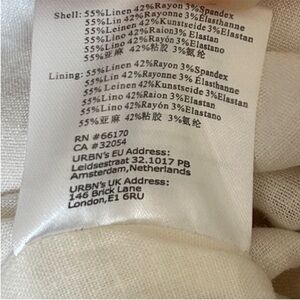 Shell: 55%Linen 42%Rayon 3%Spandex
55%Lin 42%Rayonne 3%Élasthanne
55% Leinen 42%Kunstseide 3%Elastan
55%Lino 42%Raion3% Elastan
55%Lino 42%Rayón 3% Elastano
55%亚麻 42%粘胶 3%氨纶
Lining: 55%Linen 42%Rayon 3%Spandex
55%Lin 42%Rayonne 3% Élasthanne
55% Leinen 42%Kunstseide 3%Elastan
55%Lino 42%Raion 3%Elastan
55%Lino 42%Rayón 3%Elastano
55%亚麻 42%粘胶 3%氨纶
RN #66170
CA #32054
URBN's EU Address:
Leidsestraat 32.1017 PB
Amsterdam,Netherlands
URBN's UK Address:
146 Brick Lane
London,E1 6RU